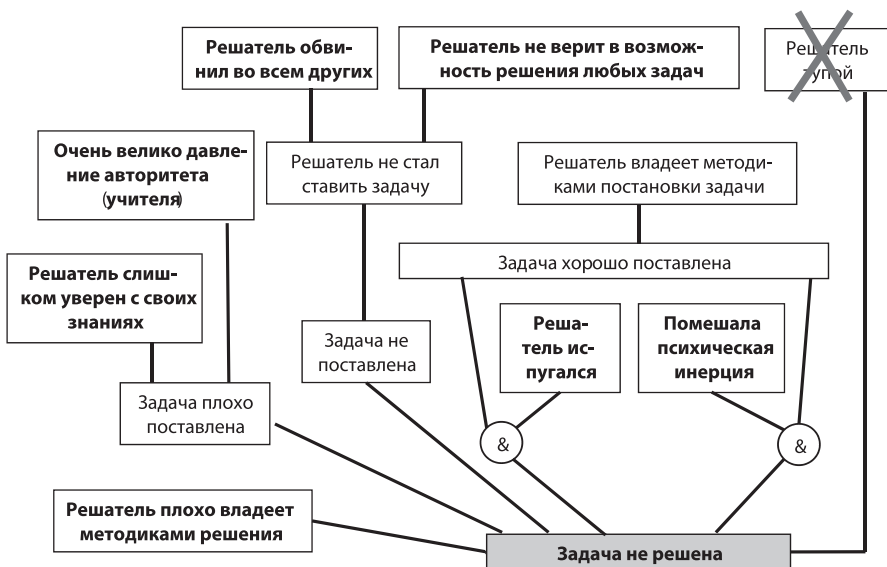 Решатель обви-
нил во всем других
Решатель не верит в возмож-
ность решения любых задач
Решатель
тупой
Очень велико давле-
ние авторитета
(учителя)
Решатель не стал
ставить задачу
Решатель владеет методи-
ками постановки задачи
Решатель слиш-
ком уверен с своих
знаниях
Задача хорошо поставлена
Задача не
поставлена
Реша-
тель ис-
пугался
Помешала
психическая
инерция
Задача плохо
поставлена
&
&
Решатель плохо владеет
методиками решения
Задача не решена